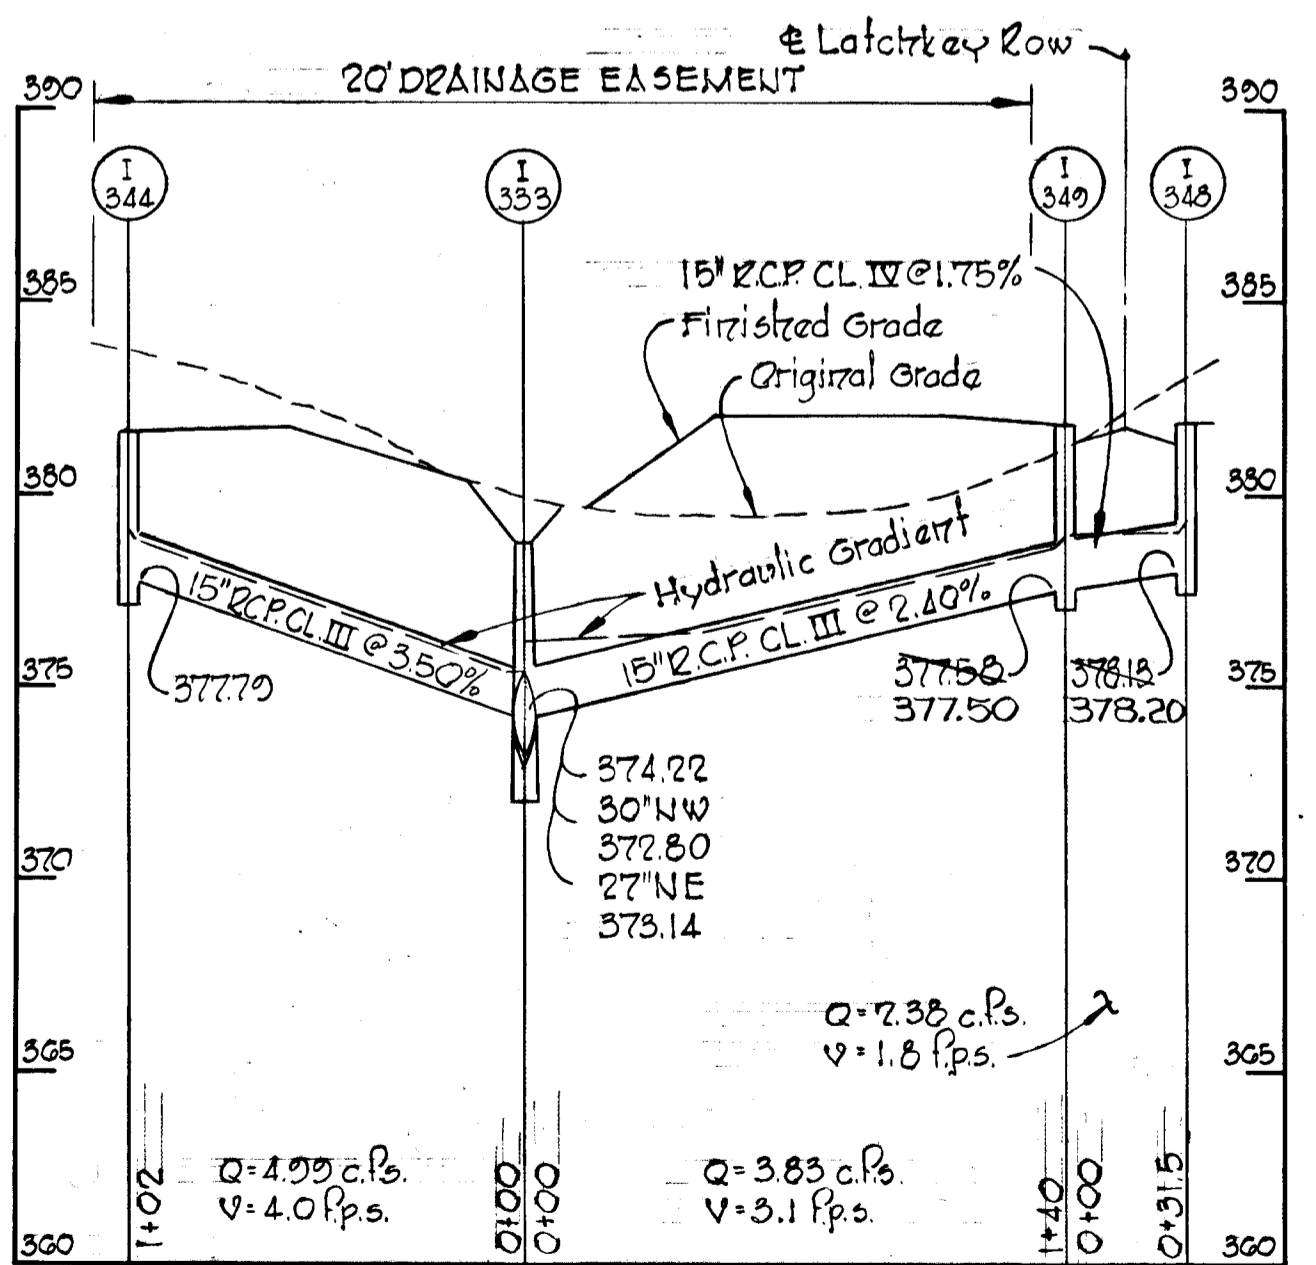 ℄ Latchkey Row
20' DRAINAGE EASEMENT
390
390
I
344
I
333
I
349
I
348
15" R.C.P. CL. IV @ 1.75%
385
385
Finished Grade
Original Grade
380
380
Hydraulic Gradient
15" R.C.P. CL. III @ 3.50%
15" R.C.P. CL. III @ 2.40%
375
375
377.79
377.58
378.13
377.50
378.20
374.22
30" NW
372.80
27" NE
373.14
370
370
Q = 2.38 c.f.s.
V = 1.8 f.p.s.
365
365
Q = 4.99 c.f.s.
V = 4.0 f.p.s.
Q = 3.83 c.f.s.
V = 3.1 f.p.s.
1+02
0+00
0+00
1+40
0+00
0+31.5
360
360